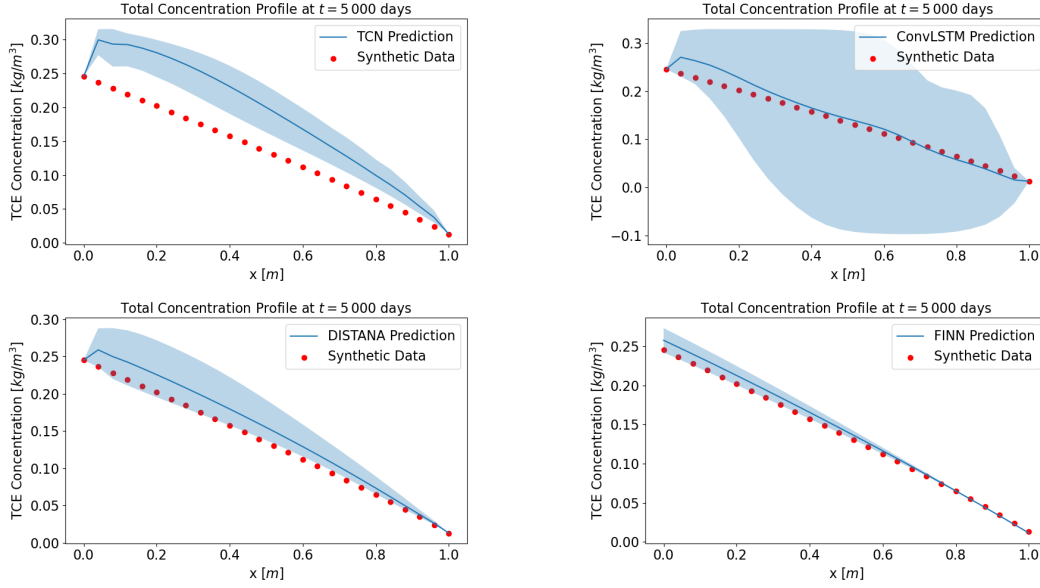 Total Concentration Profile at t = 5 000 days
TCE Concentration [kg/m³]
0.30
0.25
0.20
0.15
0.10
0.05
0.00
TCN Prediction
Synthetic Data
0.0 0.2 0.4 0.6 0.8 1.0
x [m]
Total Concentration Profile at t = 5 000 days
TCE Concentration [kg/m³]
0.3
0.2
0.1
0.0
−0.1
ConvLSTM Prediction
Synthetic Data
0.0 0.2 0.4 0.6 0.8 1.0
x [m]
Total Concentration Profile at t = 5 000 days
TCE Concentration [kg/m³]
0.30
0.25
0.20
0.15
0.10
0.05
0.00
DISTANA Prediction
Synthetic Data
0.0 0.2 0.4 0.6 0.8 1.0
x [m]
Total Concentration Profile at t = 5 000 days
TCE Concentration [kg/m³]
0.25
0.20
0.15
0.10
0.05
0.00
FINN Prediction
Synthetic Data
0.0 0.2 0.4 0.6 0.8 1.0
x [m]